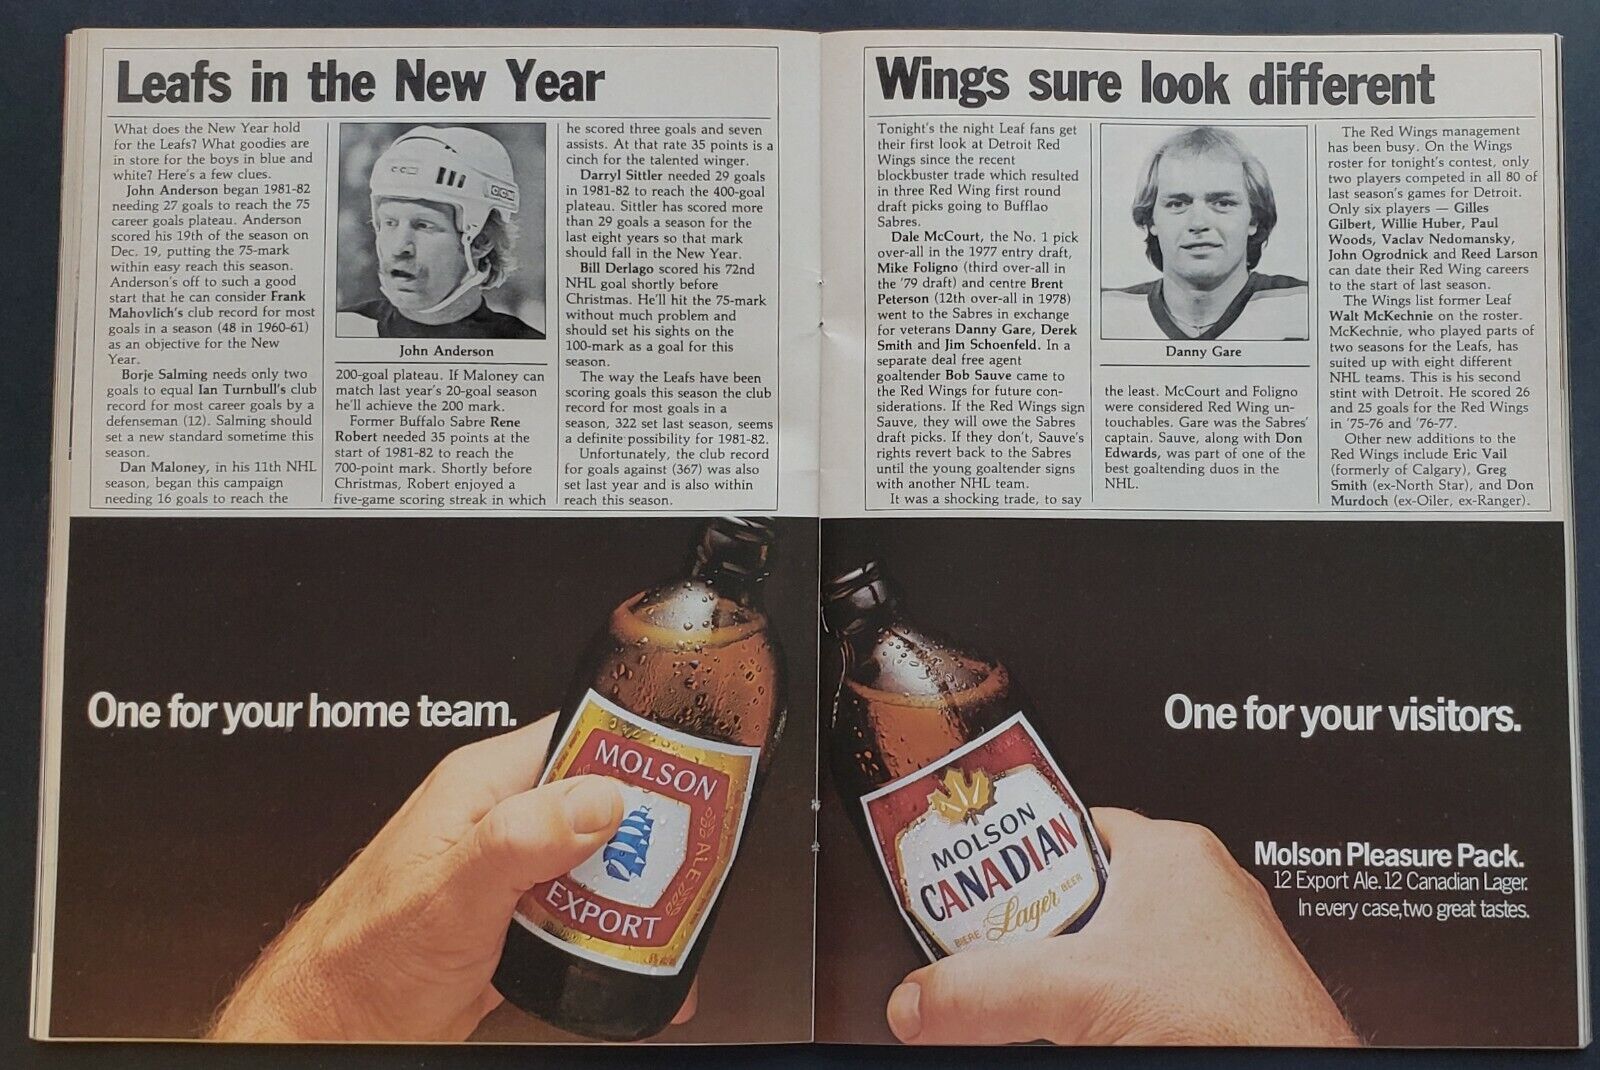 Leafs in the New Year
What does the New Year hold
for the Leafs? What goodies are
in store for the boys in blue and
white? Here's a few clues.
John Anderson began 1981-82
needing 27 goals to reach the 75
career goals plateau. Anderson
scored his 19th of the season on
Dec. 19, putting the 75-mark
within easy reach this season.
Anderson's off to such a good
start that he can consider Frank
Mahovlich's club record for most
goals in a season (48 in 1960-61)
as an objective for the New
Year.
Borje Salming needs only two
goals to equal Ian Turnbull's club
record for most career goals by a
defenseman (12). Salming should
set a new standard sometime this
season.
Dan Maloney, in his 11th NHL
season, began this campaign
needing 16 goals to reach the
John Anderson
200-goal plateau. If Maloney can
match last year's 20-goal season
he'll achieve the 200 mark.
Former Buffalo Sabre Rene
Robert needed 35 points at the
start of 1981-82 to reach the
700-point mark. Shortly before
Christmas, Robert enjoyed a
five-game scoring streak in which
he scored three goals and seven
assists. At that rate 35 points is a
cinch for the talented winger.
Darryl Sittler needed 29 goals
in 1981-82 to reach the 400-goal
plateau. Sittler has scored more
than 29 goals a season for the
last eight years so that mark
should fall in the New Year.
Bill Derlago scored his 72nd
NHL goal shortly before
Christmas. He'll hit the 75-mark
without much problem and
should set his sights on the
100-mark as a goal for this
season.
The way the Leafs have been
scoring goals this season the club
record for most goals in a
season, 322 set last season, seems
a definite possibility for 1981-82.
Unfortunately, the club record
for goals against (367) was also
set last year and is also within
reach this season.
Wings sure look different
Tonight's the night Leaf fans get
their first look at Detroit Red
Wings since the recent
blockbuster trade which resulted
in three Red Wing first round
draft picks going to Bufflao
Sabres.
Dale McCourt, the No. 1 pick
over-all in the 1977 entry draft,
Mike Foligno (third over-all in
the '79 draft) and centre Brent
Peterson (12th over-all in 1978)
went to the Sabres in exchange
for veterans Danny Gare, Derek
Smith and Jim Schoenfeld. In a
separate deal free agent
goaltender Bob Sauve came to
the Red Wings for future con-
siderations. If the Red Wings sign
Sauve, they will owe the Sabres
draft picks. If they don't, Sauve's
rights revert back to the Sabres
until the young goaltender signs
with another NHL team.
It was a shocking trade, to say
Danny Gare
the least. McCourt and Foligno
were considered Red Wing un-
touchables. Gare was the Sabres'
captain. Sauve, along with Don
Edwards, was part of one of the
best goaltending duos in the
NHL.
The Red Wings management
has been busy. On the Wings
roster for tonight's contest, only
two players competed in all 80 of
last season's games for Detroit.
Only six players — Gilles
Gilbert, Willie Huber, Paul
Woods, Vaclav Nedomansky,
John Ogrodnick and Reed Larson
can date their Red Wing careers
to the start of last season.
The Wings list former Leaf
Walt McKechnie on the roster.
McKechnie, who played parts of
two seasons for the Leafs, has
suited up with eight different
NHL teams. This is his second
stint with Detroit. He scored 26
and 25 goals for the Red Wings
in '75-76 and '76-77.
Other new additions to the
Red Wings include Eric Vail
(formerly of Calgary), Greg
Smith (ex-North Star), and Don
Murdoch (ex-Oiler, ex-Ranger).
One for your home team.
MOLSON
ALE
EXPORT
One for your visitors.
MOLSON
CANADIAN
BIERE Lager BEER
Molson Pleasure Pack.
12 Export Ale. 12 Canadian Lager.
In every case, two great tastes.